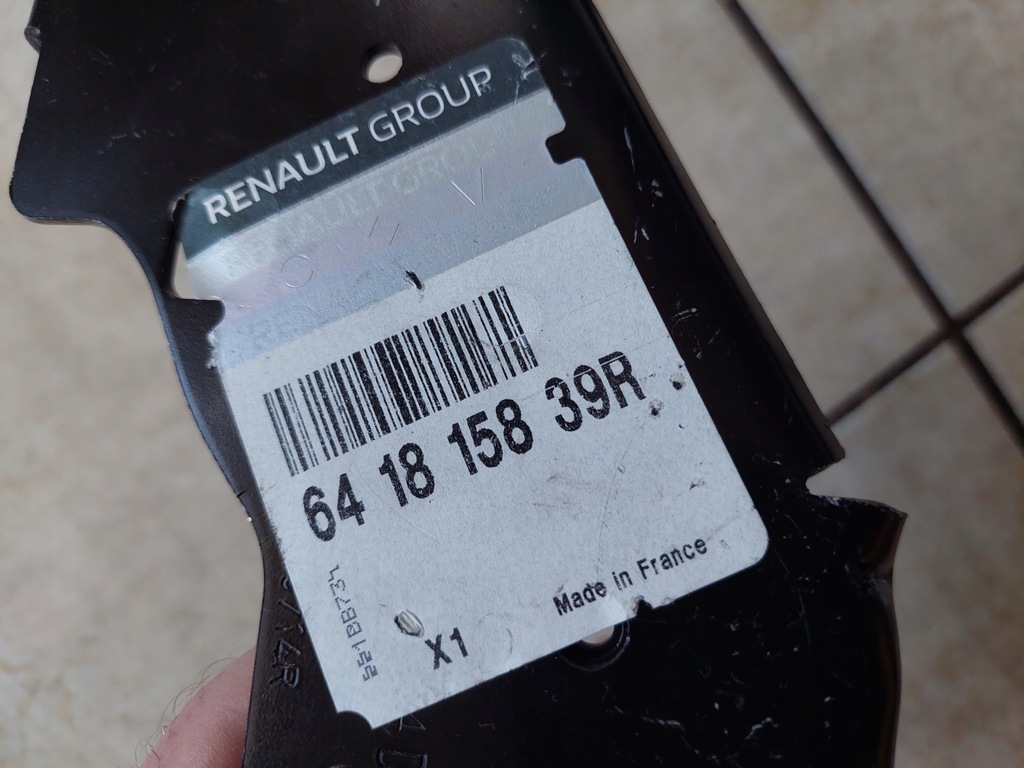 RENAULT GROUP
64 18 158 39R
Made in France
X1